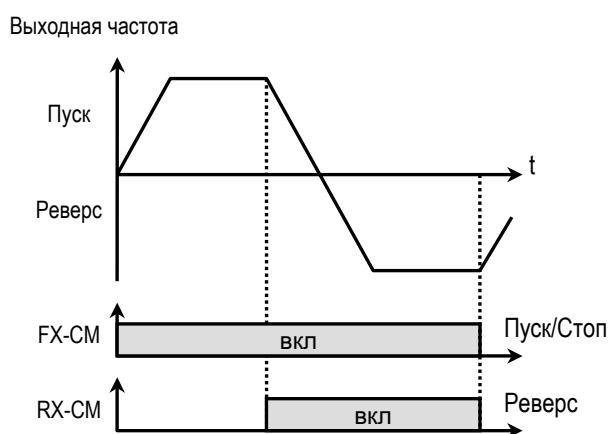 Выходная частота
Пуск
t
Реверс
FX-CM
вкл
Пуск/Стоп
RX-CM
вкл
Реверс